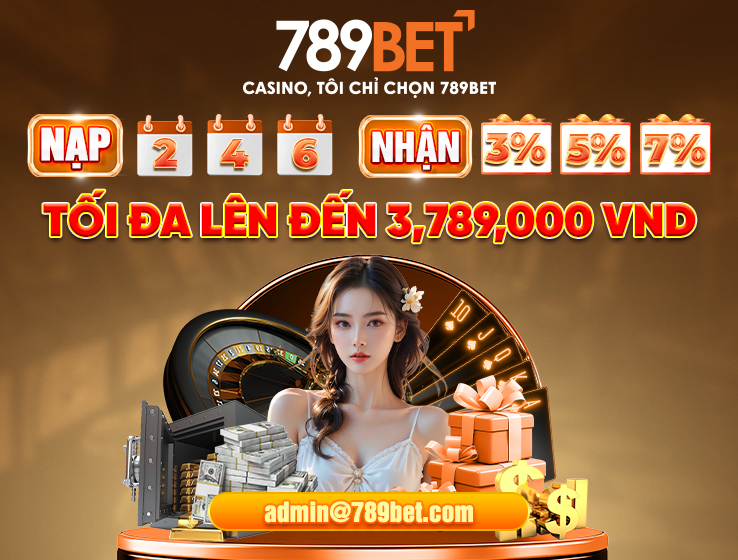 789BET
CASINO, TÔI CHỈ CHỌN 789BET
NẠP 2 4 6 NHẬN 3% 5% 7%
TỐI ĐA LÊN ĐẾN 3,789,000 VND
10 J Q K A
admin@789bet.com